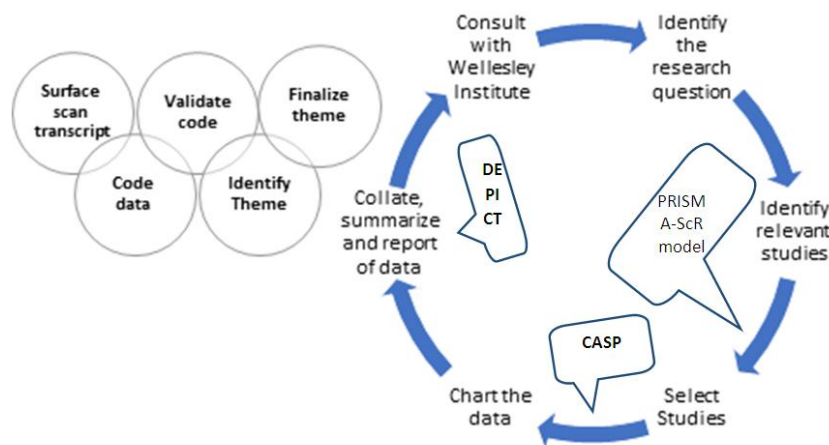 Surface
scan
transcript
Validate
code
Finalize
theme
Code
data
Identify
Theme
Consult
with
Wellesley
Institute
Identify
the
research
question
Identify
relevant
studies
Select
Studies
Chart the
data
Collate,
summarize
and report
of data
DE
PI
CT
PRISM
A-ScR
model
CASP